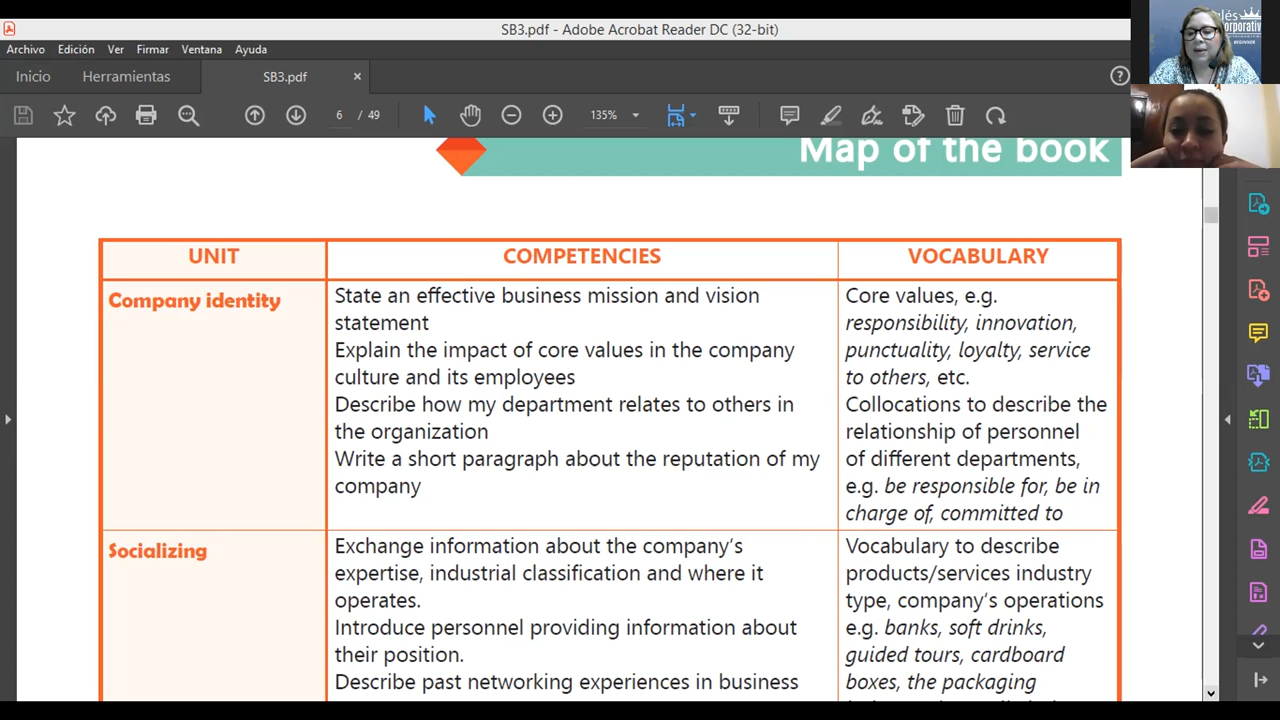 SB3.pdf - Adobe Acrobat Reader DC (32-bit)
Archivo Edición Ver Firmar Ventana Ayuda
Inicio Herramientas SB3.pdf ×
6 / 49 135%
Map of the book
UNIT COMPETENCIES VOCABULARY
Company identity
State an effective business mission and vision
statement
Explain the impact of core values in the company
culture and its employees
Describe how my department relates to others in
the organization
Write a short paragraph about the reputation of my
company
Core values, e.g.
responsibility, innovation,
punctuality, loyalty, service
to others, etc.
Collocations to describe the
relationship of personnel
of different departments,
e.g. be responsible for, be in
charge of, committed to
Socializing
Exchange information about the company's
expertise, industrial classification and where it
operates.
Introduce personnel providing information about
their position.
Describe past networking experiences in business
Vocabulary to describe
products/services industry
type, company's operations
e.g. banks, soft drinks,
guided tours, cardboard
boxes, the packaging
BEGINNER